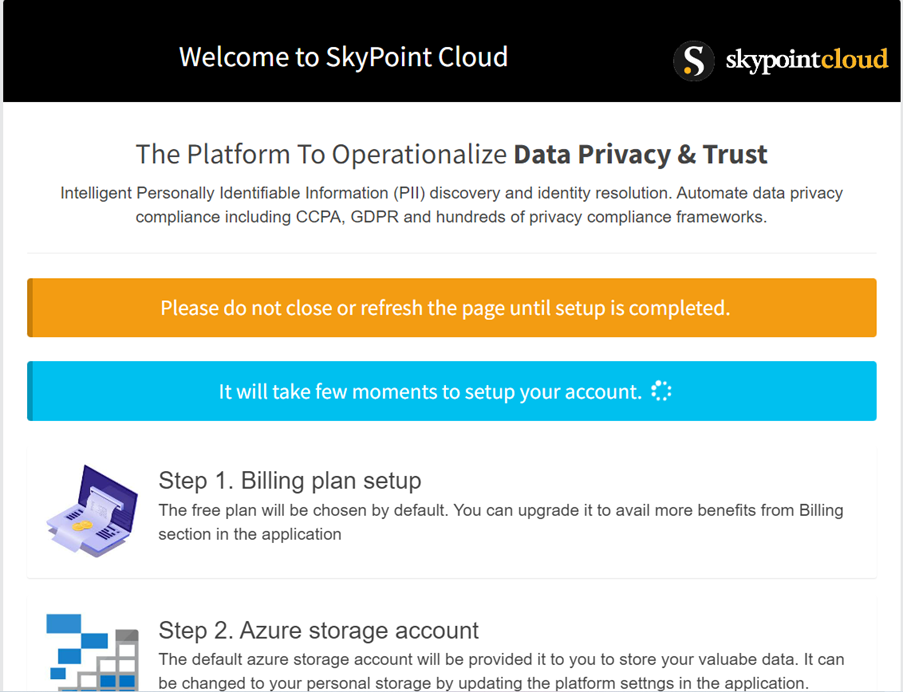 Welcome to SkyPoint Cloud
S skypointcloud
The Platform To Operationalize Data Privacy & Trust
Intelligent Personally Identifiable Information (PII) discovery and identity resolution. Automate data privacy
compliance including CCPA, GDPR and hundreds of privacy compliance frameworks.
Please do not close or refresh the page until setup is completed.
It will take few moments to setup your account.
Step 1. Billing plan setup
The free plan will be chosen by default. You can upgrade it to avail more benefits from Billing
section in the application
Step 2. Azure storage account
The default azure storage account will be provided it to you to store your valuabe data. It can
be changed to your personal storage by updating the platform settngs in the application.